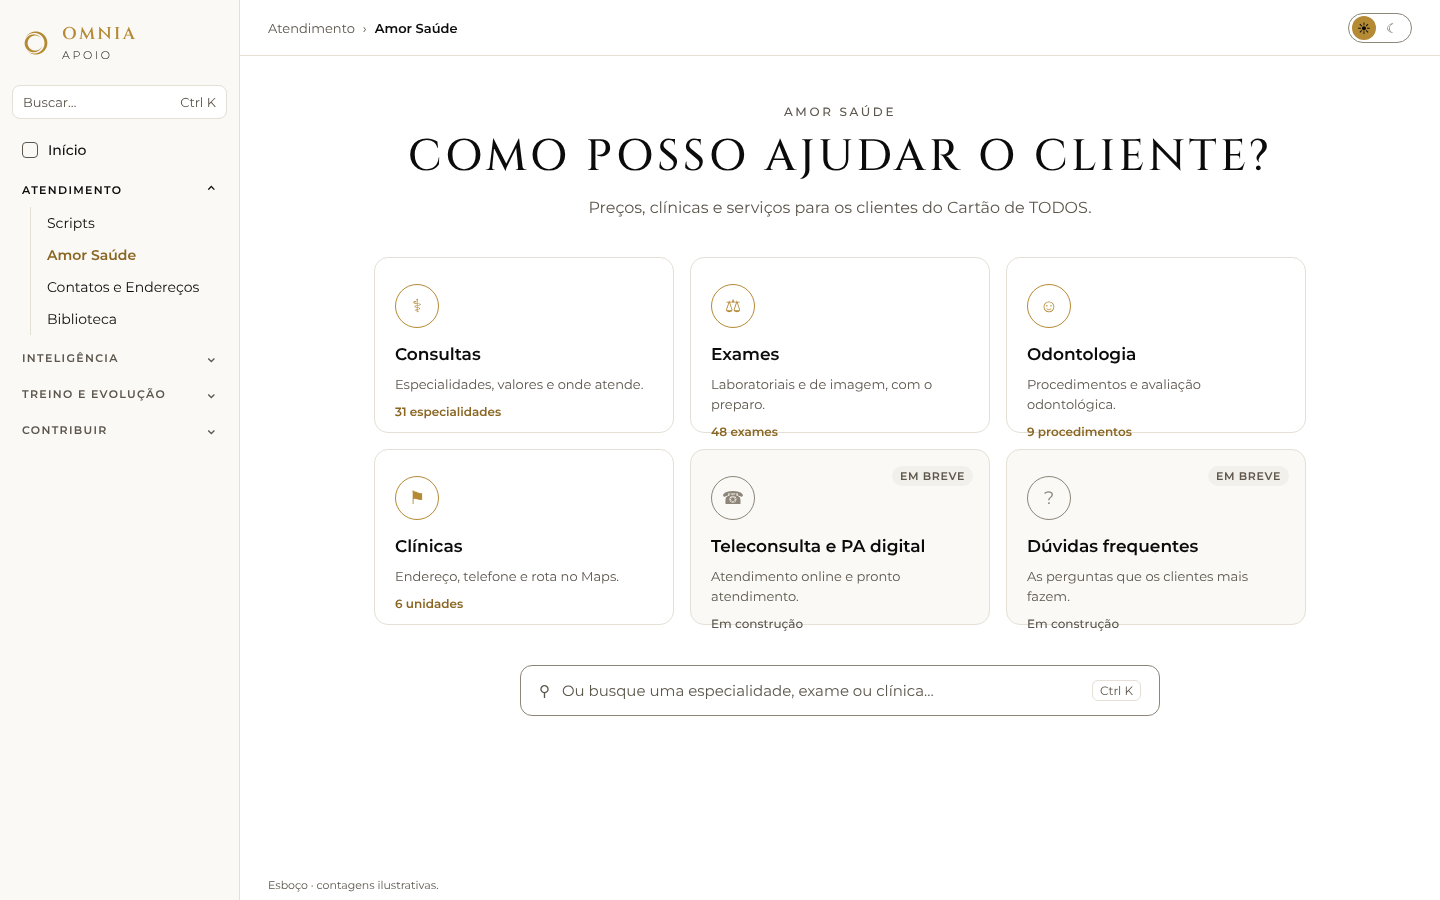 OMNIA
APOIO
Buscar... Ctrl K
Início
ATENDIMENTO
Scripts
Amor Saúde
Contatos e Endereços
Biblioteca
INTELIGÊNCIA
TREINO E EVOLUÇÃO
CONTRIBUIR
Atendimento › Amor Saúde
AMOR SAÚDE
COMO POSSO AJUDAR O CLIENTE?
Preços, clínicas e serviços para os clientes do Cartão de TODOS.
Consultas
Especialidades, valores e onde atende.
31 especialidades
Exames
Laboratoriais e de imagem, com o
preparo.
48 exames
Odontologia
Procedimentos e avaliação
odontológica.
9 procedimentos
Clínicas
Endereço, telefone e rota no Maps.
6 unidades
EM BREVE
Teleconsulta e PA digital
Atendimento online e pronto
atendimento.
Em construção
EM BREVE
?
Dúvidas frequentes
As perguntas que os clientes mais
fazem.
Em construção
Ou busque uma especialidade, exame ou clínica... Ctrl K
Esboço · contagens ilustrativas.